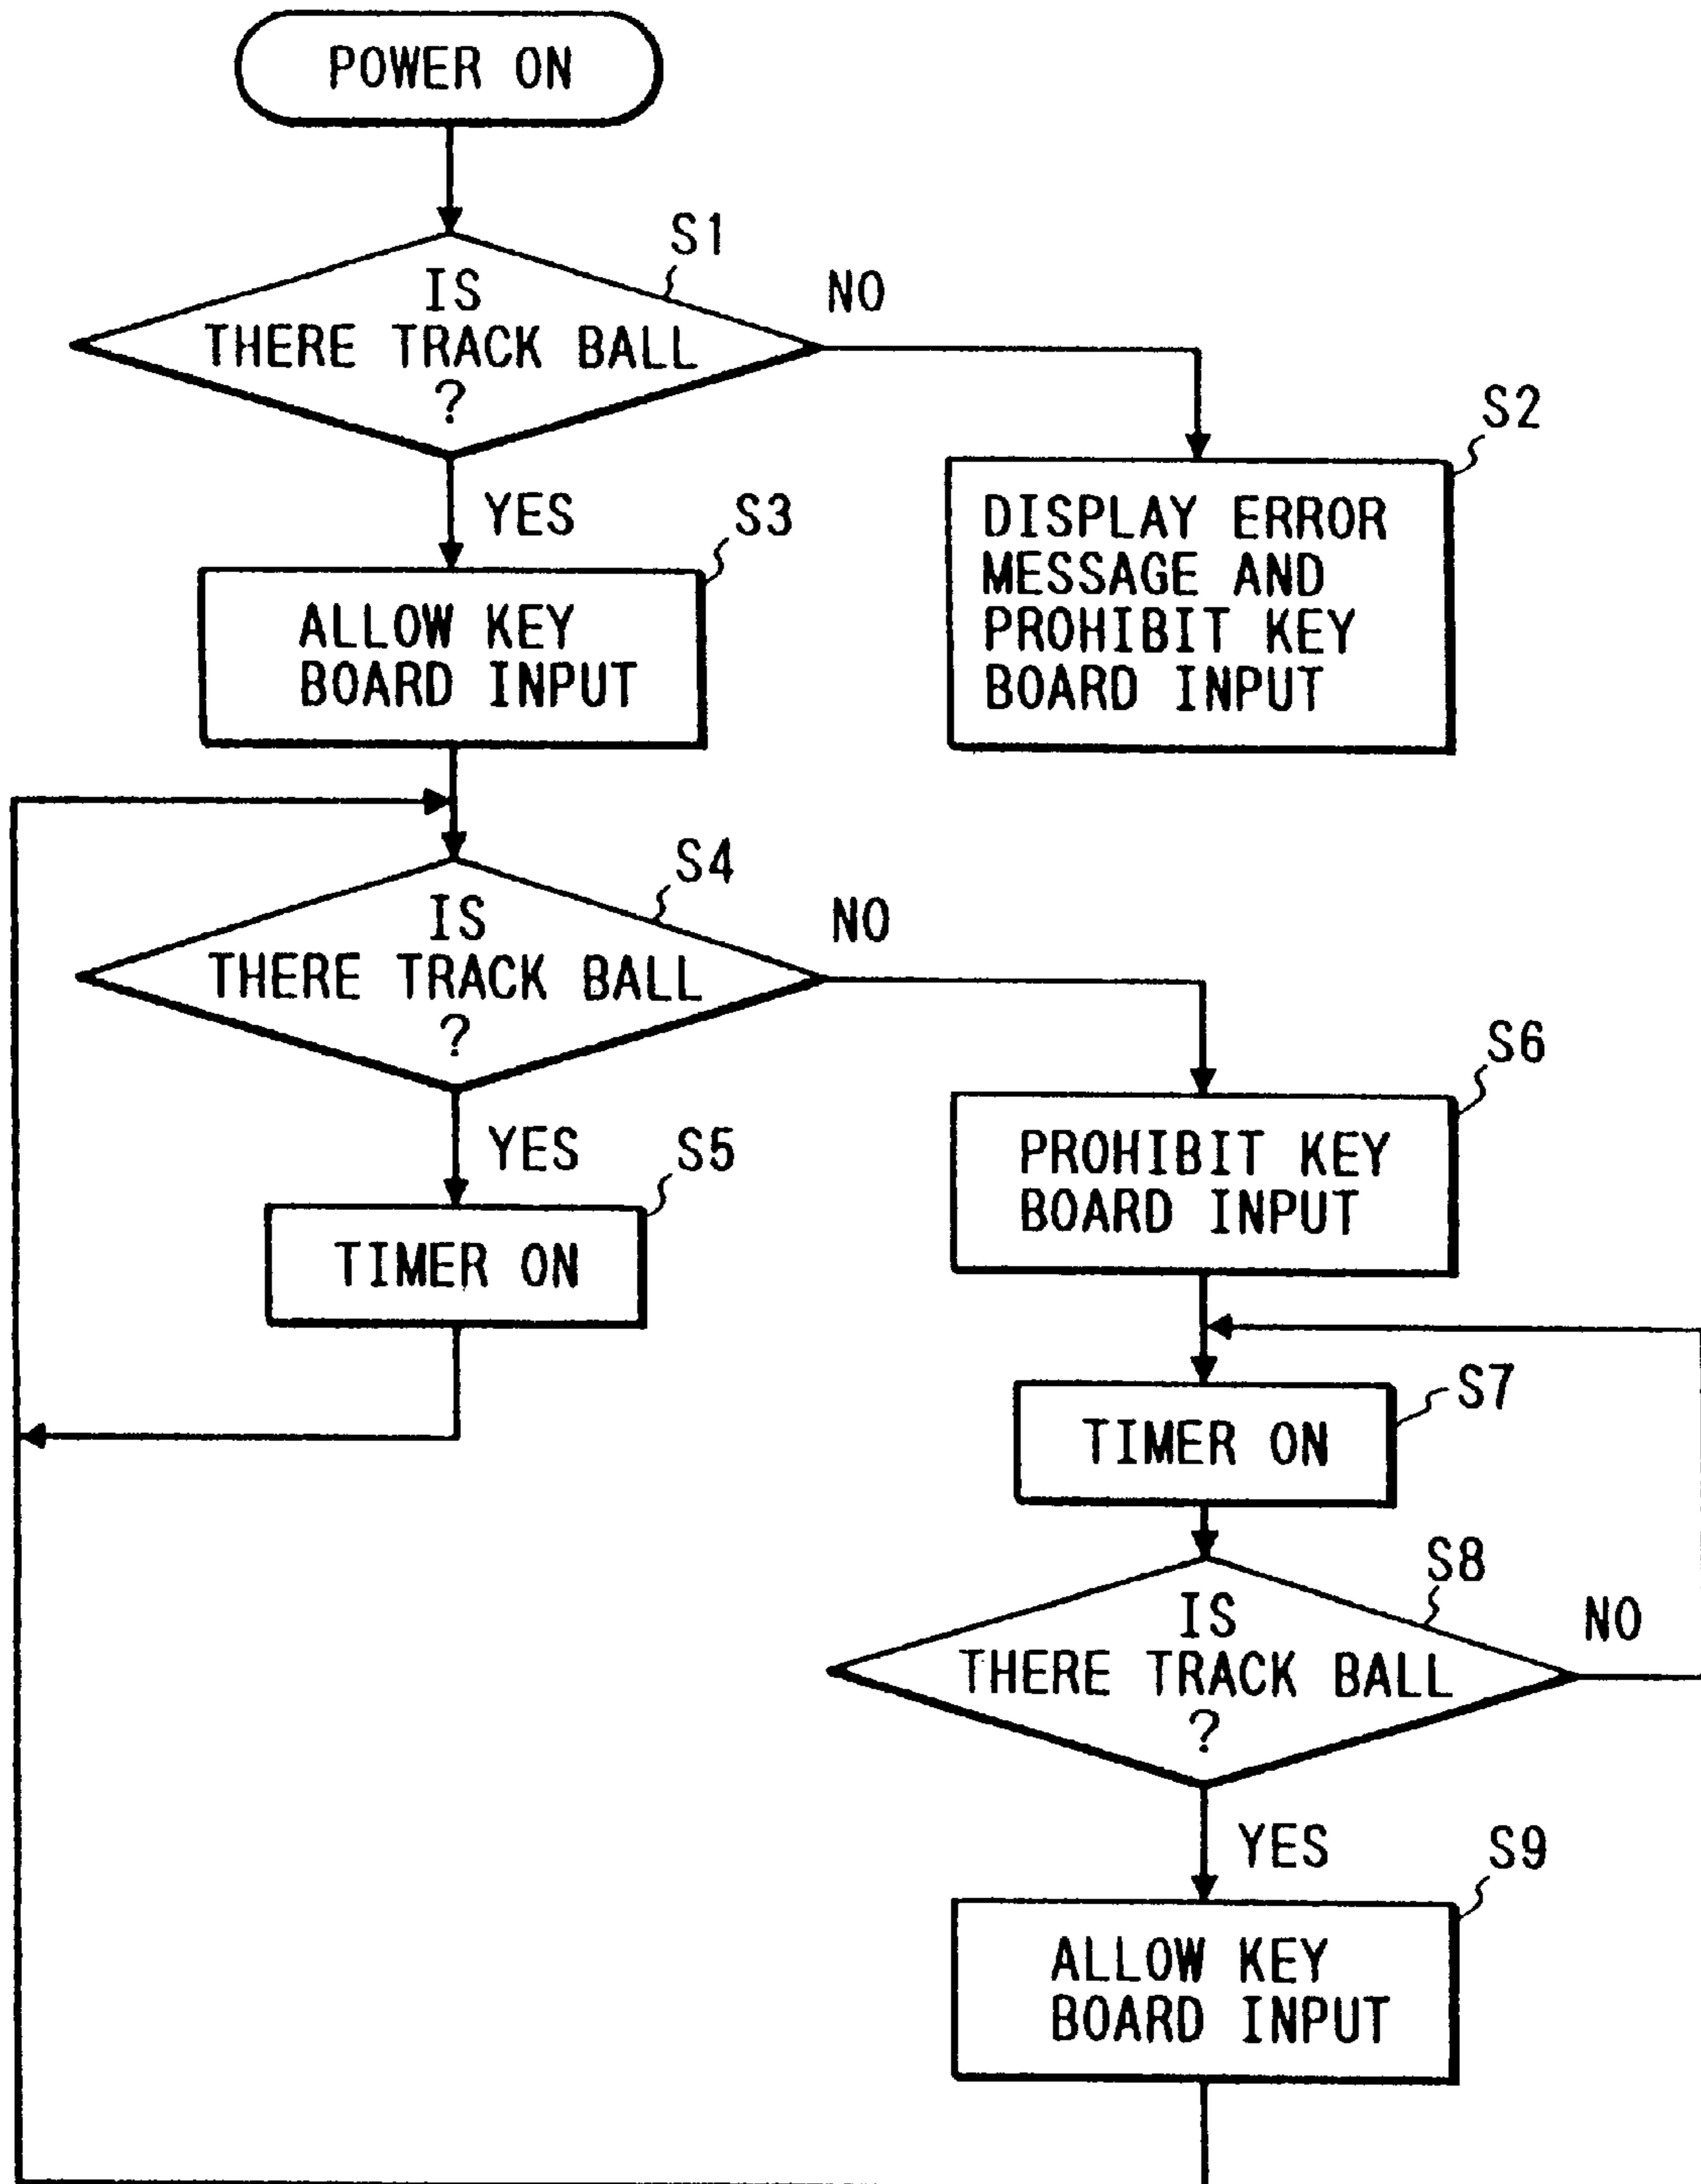 POWER ON
S1
IS
THERE TRACK BALL
?
NO
YES
S2
DISPLAY ERROR
MESSAGE AND
PROHIBIT KEY
BOARD INPUT
S3
ALLOW KEY
BOARD INPUT
S4
IS
THERE TRACK BALL
?
NO
YES
S5
TIMER ON
S6
PROHIBIT KEY
BOARD INPUT
S7
TIMER ON
S8
IS
THERE TRACK BALL
?
NO
YES
S9
ALLOW KEY
BOARD INPUT